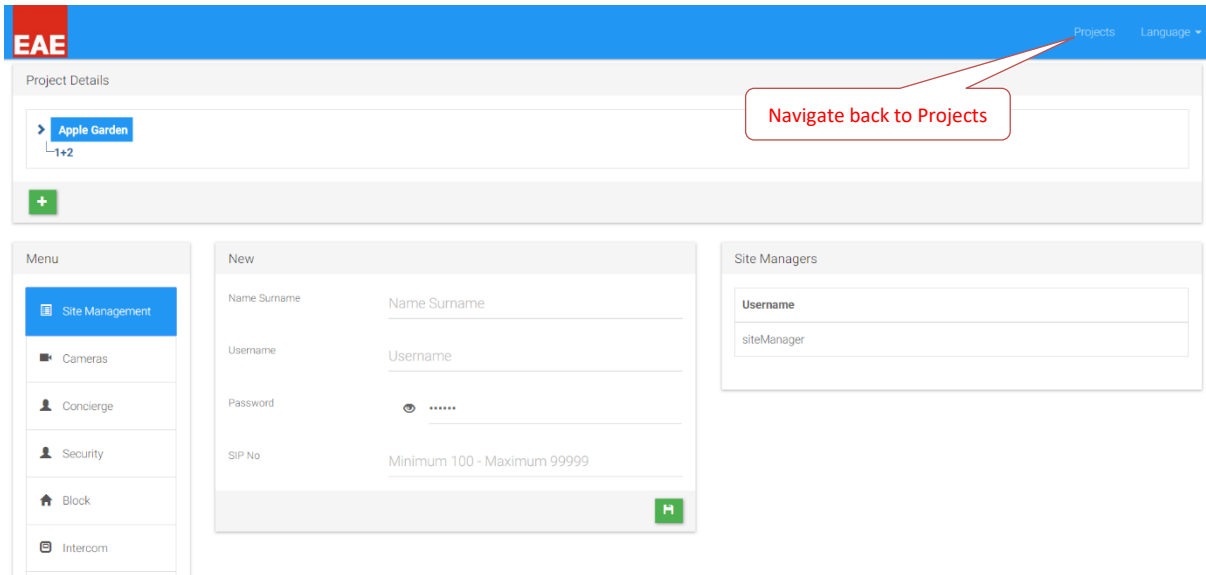 EAE
Projects Language
Project Details
Navigate back to Projects
Apple Garden
1+2
+
Menu
Site Management
Cameras
Concierge
Security
Block
Intercom
New
Name Surname Name Surname
Username Username
Password ······
SIP No Minimum 100 - Maximum 99999
Site Managers
Username
siteManager